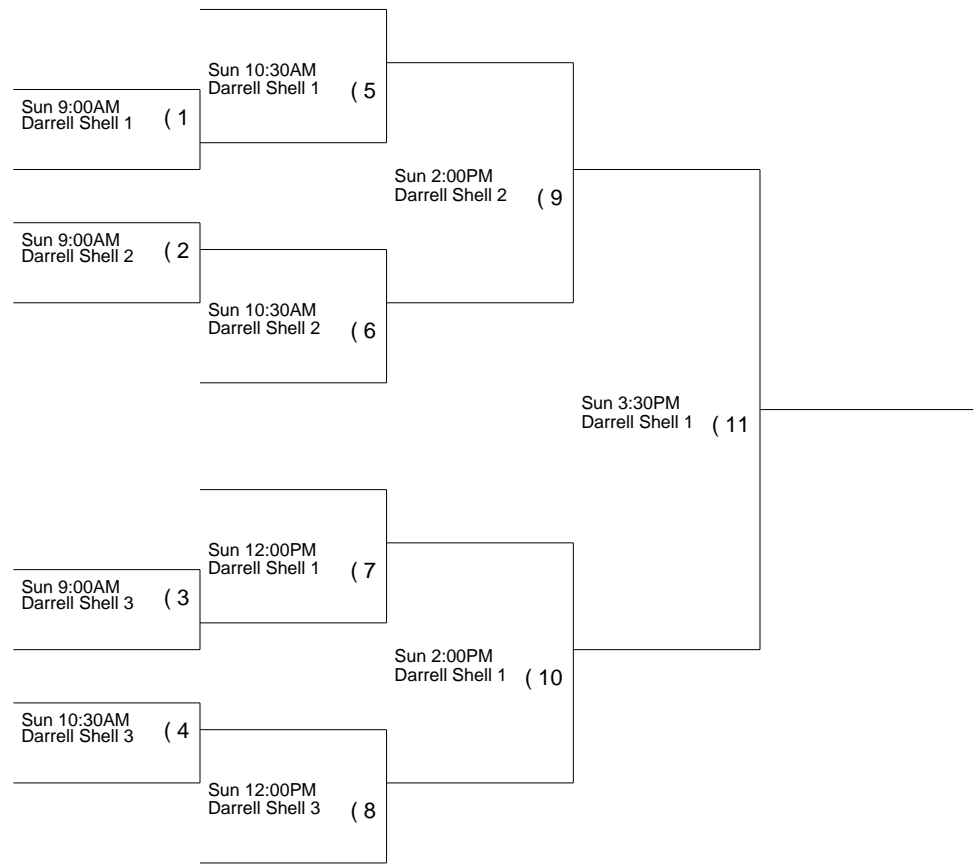 Sun 10:30AM
Darrell Shell 1
( 5
Sun 9:00AM
Darrell Shell 1
( 1
Sun 2:00PM
Darrell Shell 2
( 9
Sun 9:00AM
Darrell Shell 2
( 2
Sun 10:30AM
Darrell Shell 2
( 6
Sun 3:30PM
Darrell Shell 1
( 11
Sun 12:00PM
Darrell Shell 1
( 7
Sun 9:00AM
Darrell Shell 3
( 3
Sun 2:00PM
Darrell Shell 1
( 10
Sun 10:30AM
Darrell Shell 3
( 4
Sun 12:00PM
Darrell Shell 3
( 8